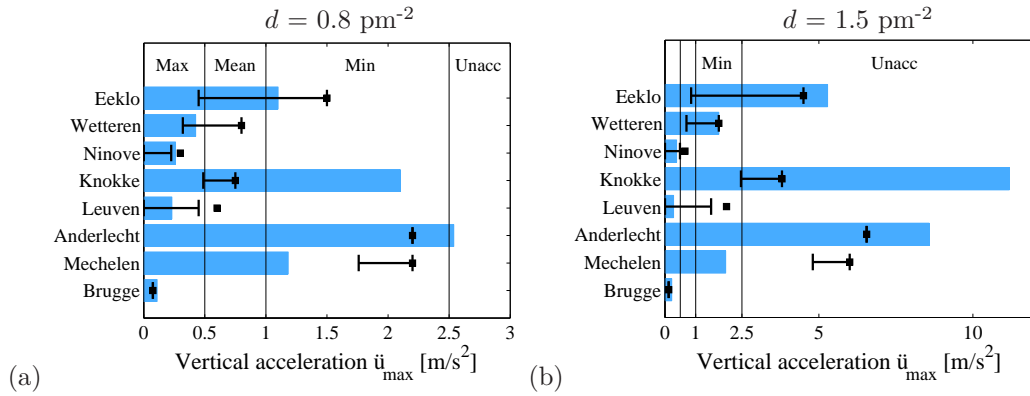 d = 0.8 pm⁻²
Max Mean Min Unacc
Eeklo
Wetteren
Ninove
Knokke
Leuven
Anderlecht
Mechelen
Brugge
0 0.5 1 1.5 2 2.5 3
Vertical acceleration ü_max [m/s²]
(a)
d = 1.5 pm⁻²
Min Unacc
Eeklo
Wetteren
Ninove
Knokke
Leuven
Anderlecht
Mechelen
Brugge
0 1 2.5 5 10
Vertical acceleration ü_max [m/s²]
(b)